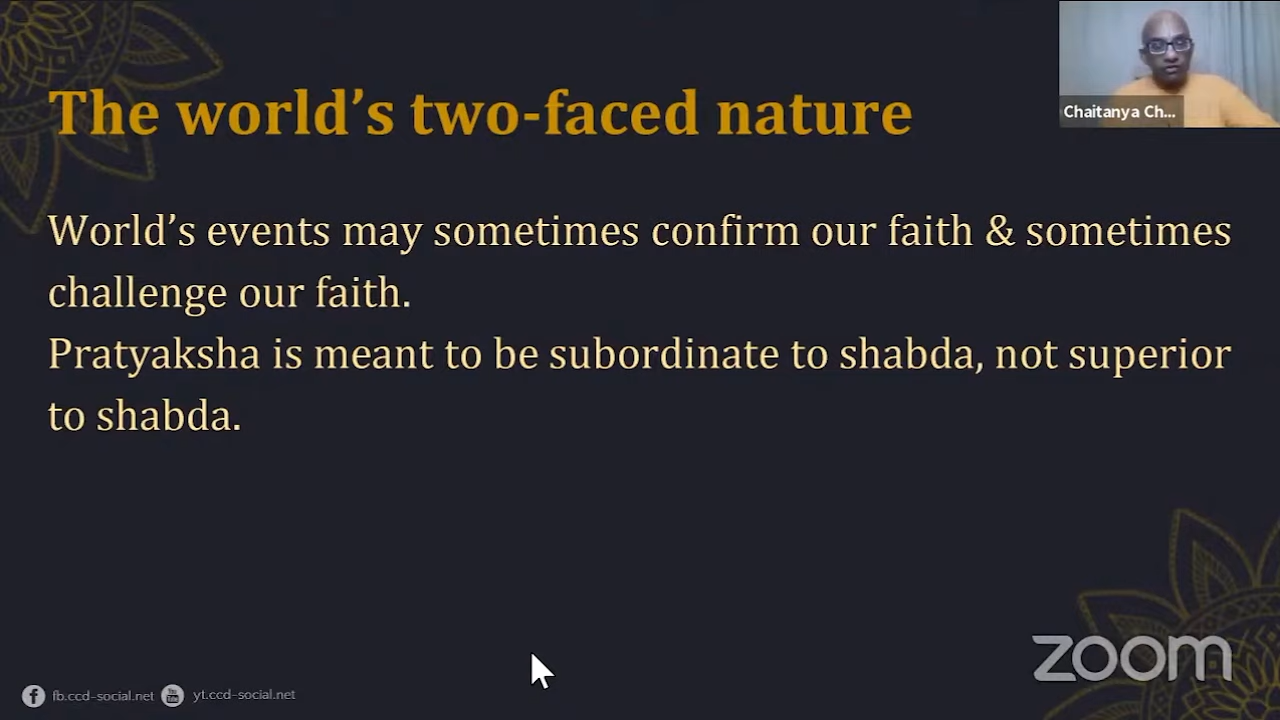 The world's two-faced nature
Chaitanya Ch...
World's events may sometimes confirm our faith & sometimes
challenge our faith.
Pratyaksha is meant to be subordinate to shabda, not superior
to shabda.
zoom
fb.ccd-social.net
yt.ccd-social.net